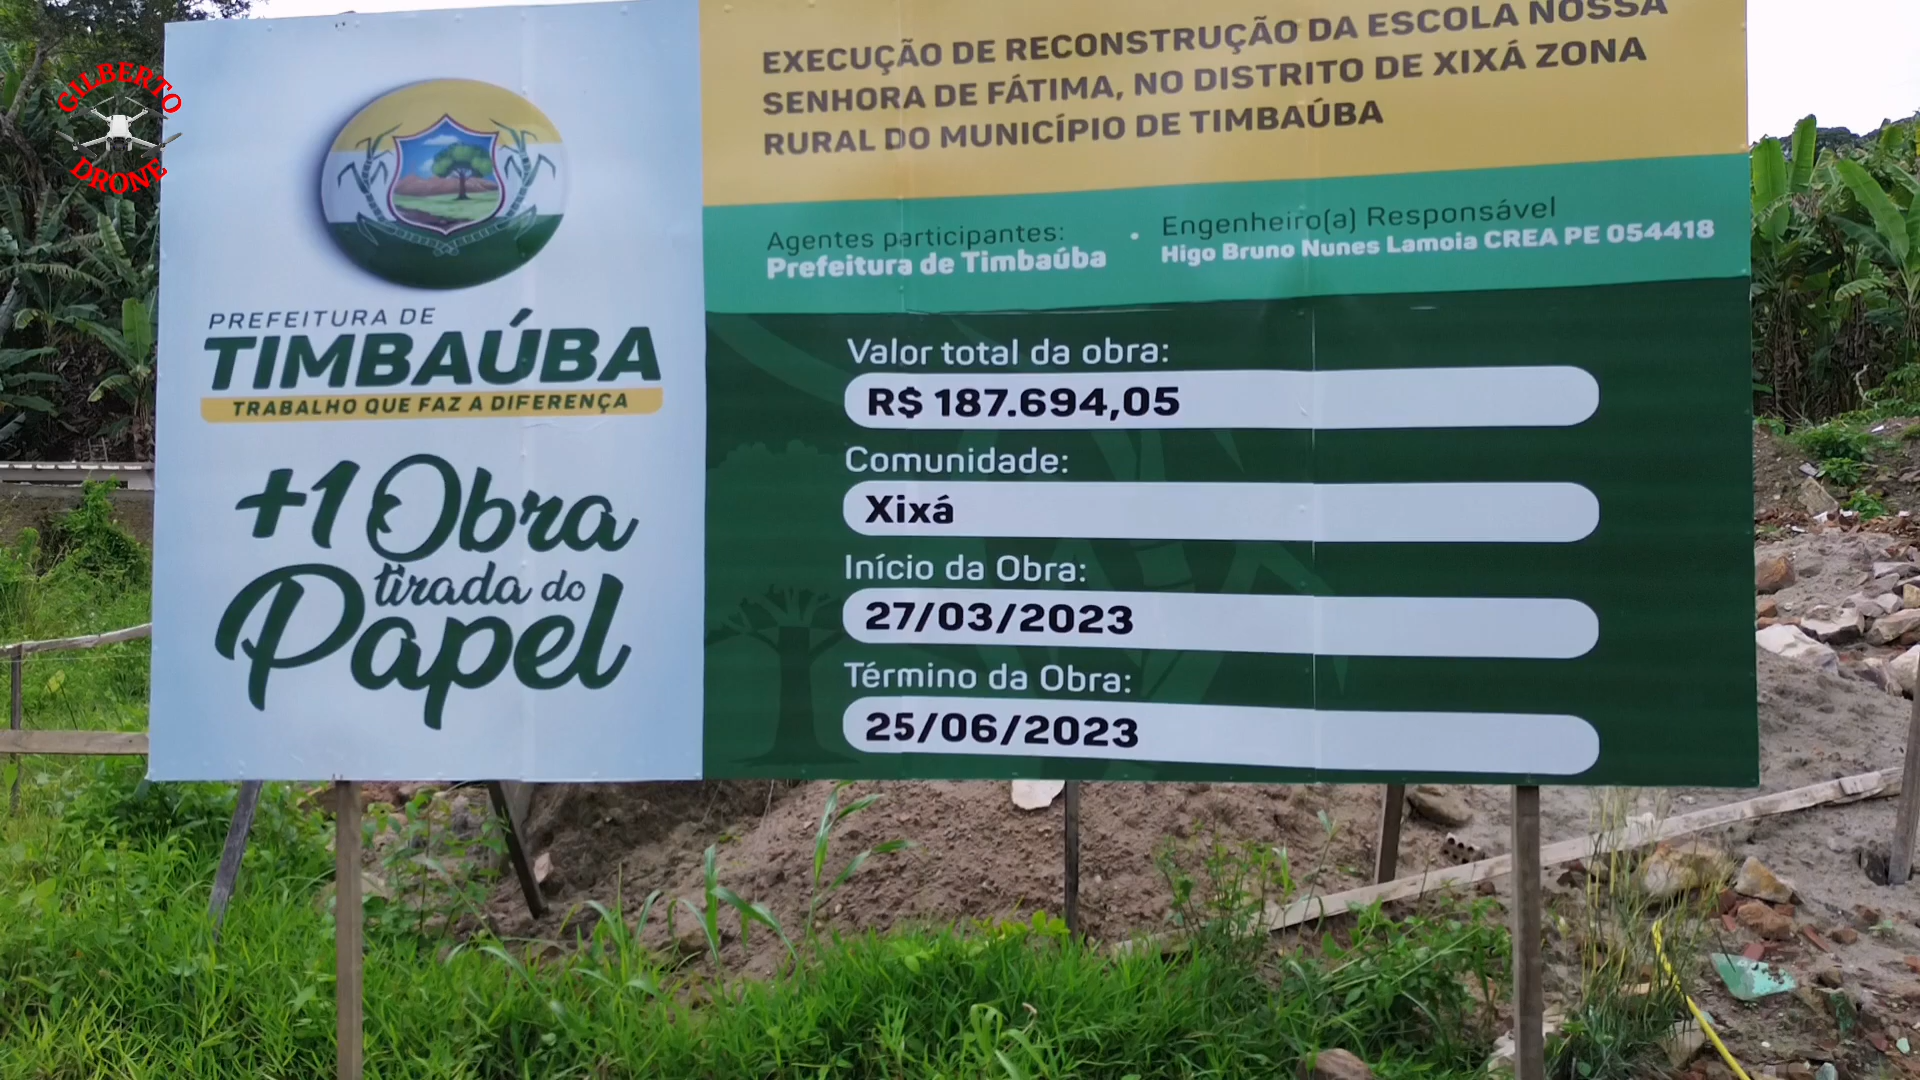 GILBERTO
DRONE
PREFEITURA DE
TIMBAÚBA
TRABALHO QUE FAZ A DIFERENÇA
+1 Obra
tirada do
Papel
EXECUÇÃO DE RECONSTRUÇÃO DA ESCOLA NOSSA
SENHORA DE FÁTIMA, NO DISTRITO DE XIXÁ ZONA
RURAL DO MUNICÍPIO DE TIMBAÚBA
Agentes participantes:
Prefeitura de Timbaúba
• Engenheiro(a) Responsável
Higo Bruno Nunes Lamoia CREA PE 054418
Valor total da obra:
R$ 187.694,05
Comunidade:
Xixá
Início da Obra:
27/03/2023
Término da Obra:
25/06/2023